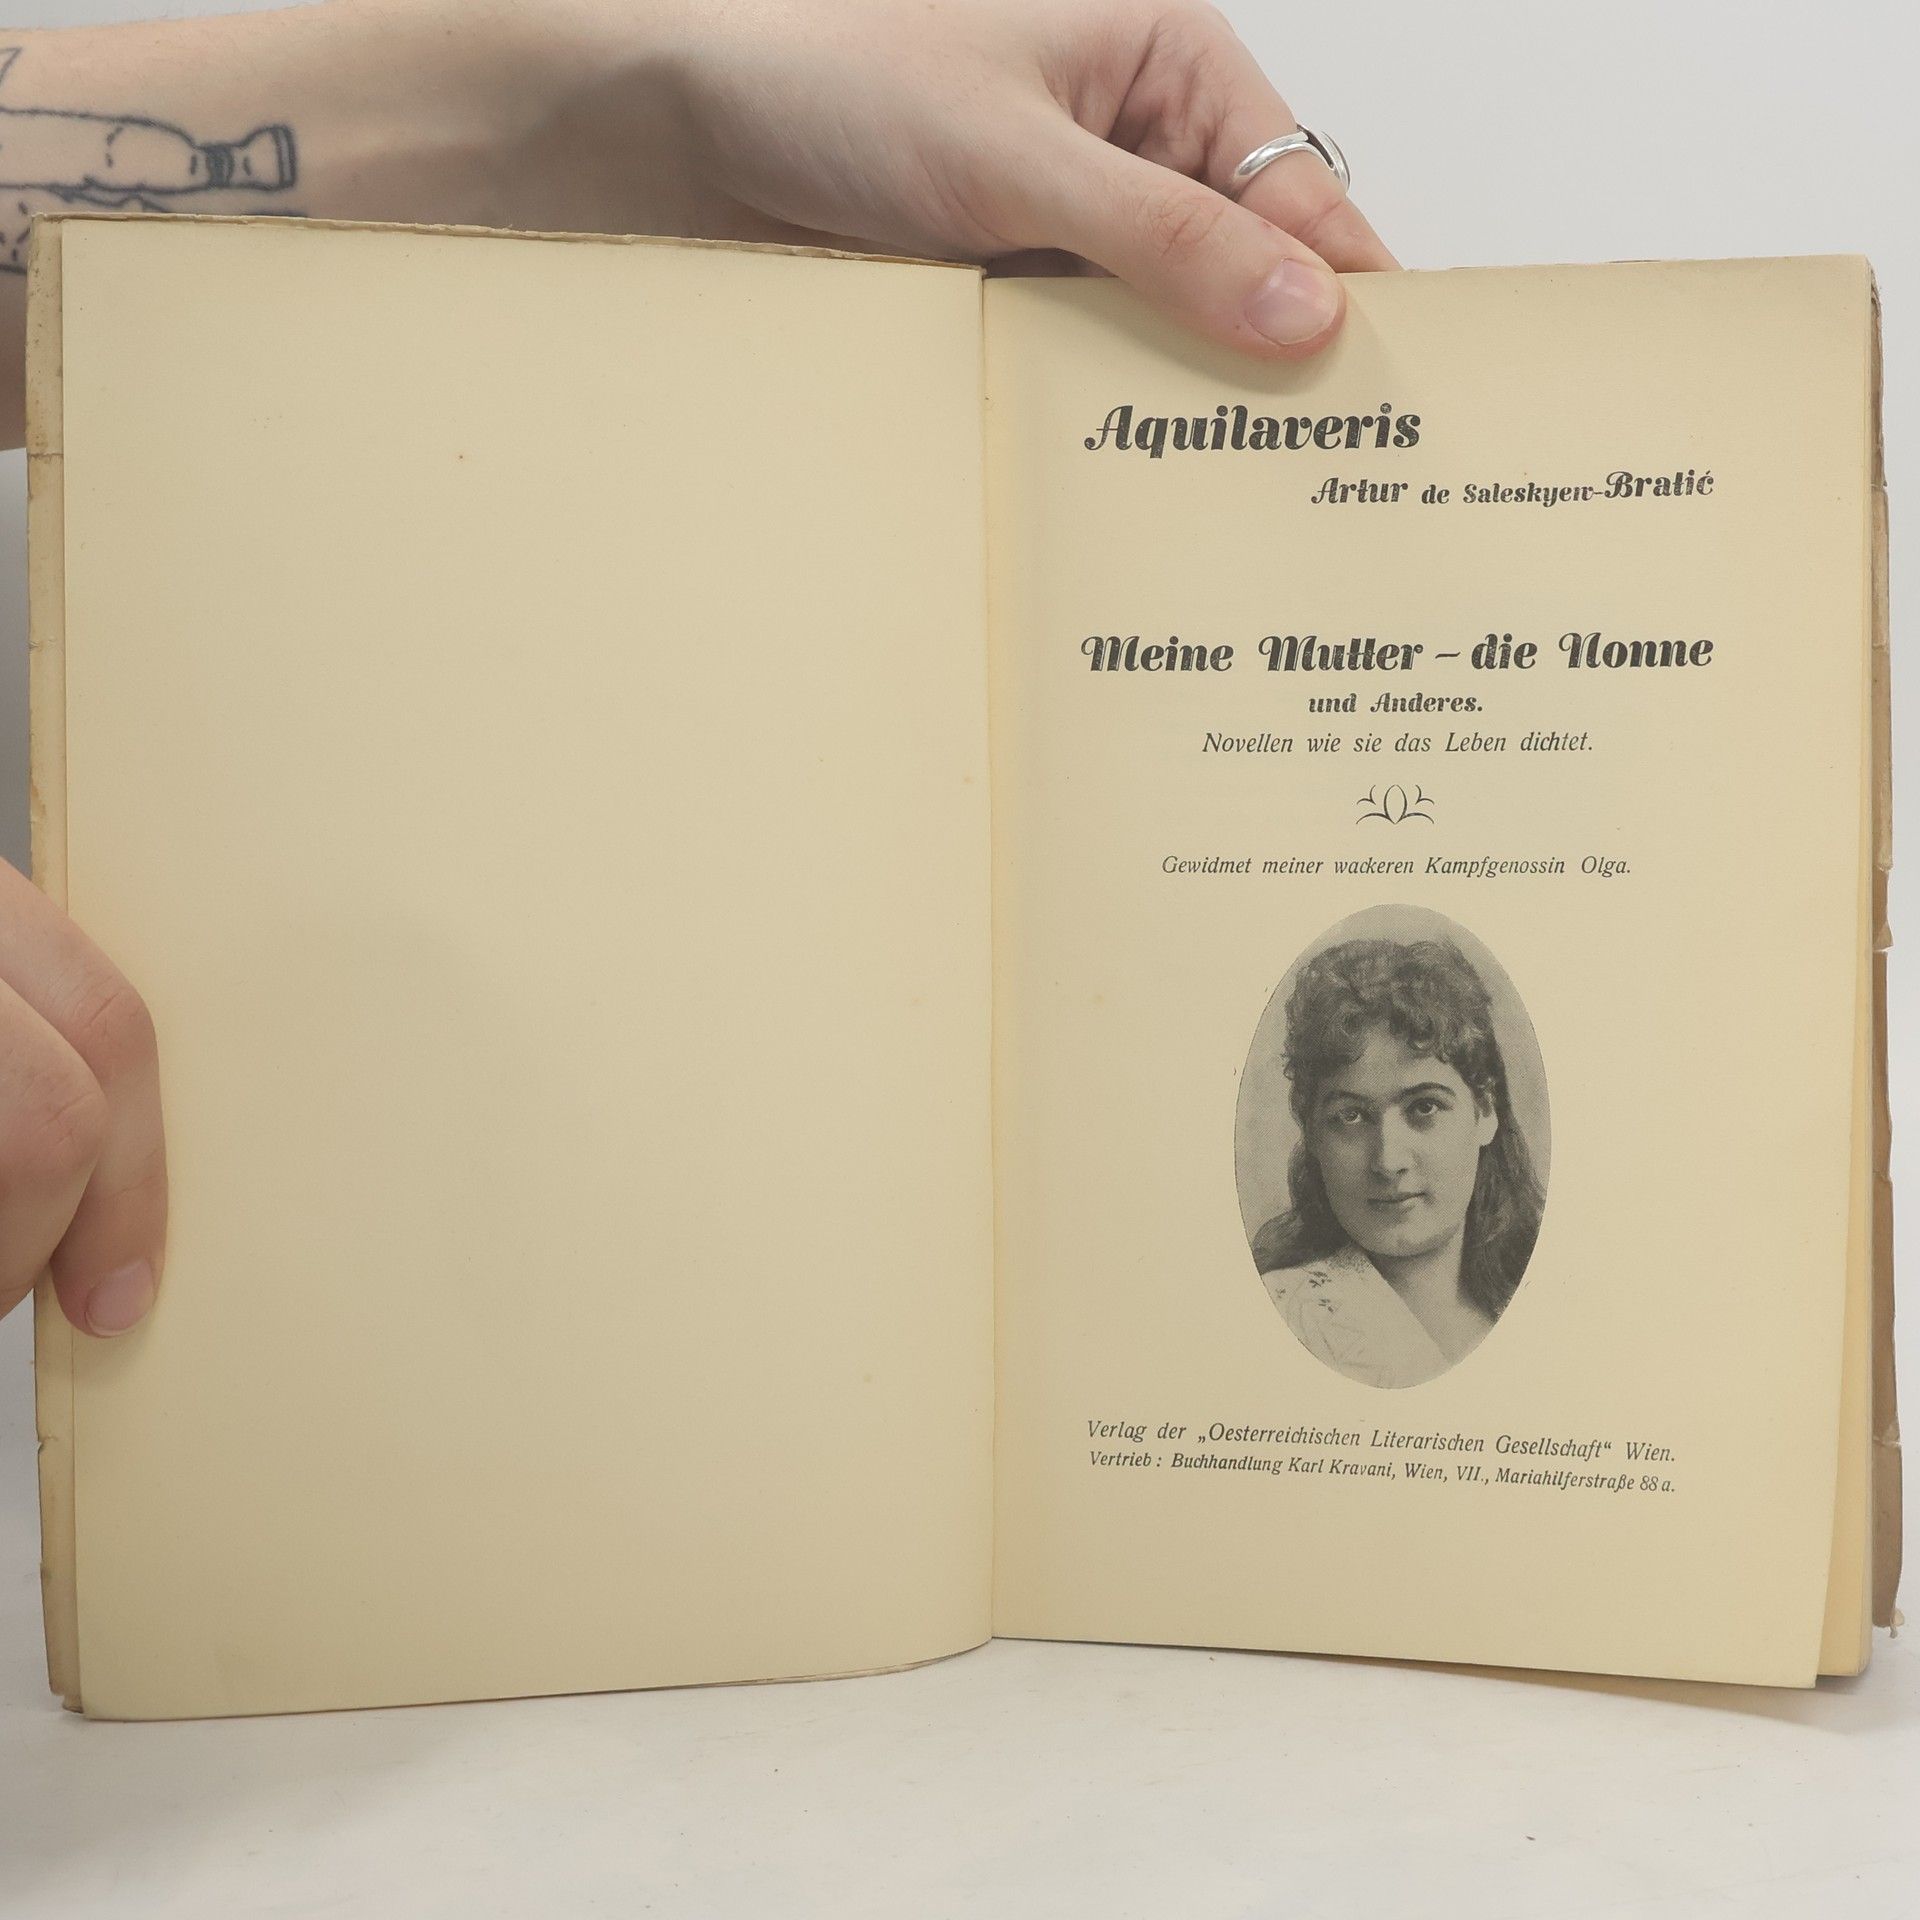 Aquilaveris
Artur de Saleskyew-Bratić
Meine Mutter – die Nonne
und Anderes.
Novellen wie sie das Leben dichtet.
Gewidmet meiner wackeren Kampfgenossin Olga.
Verlag der „Oesterreichischen Literarischen Gesellschaft“ Wien.
Vertrieb: Buchhandlung Karl Kravani, Wien, VII., Mariahilferstraße 88a.